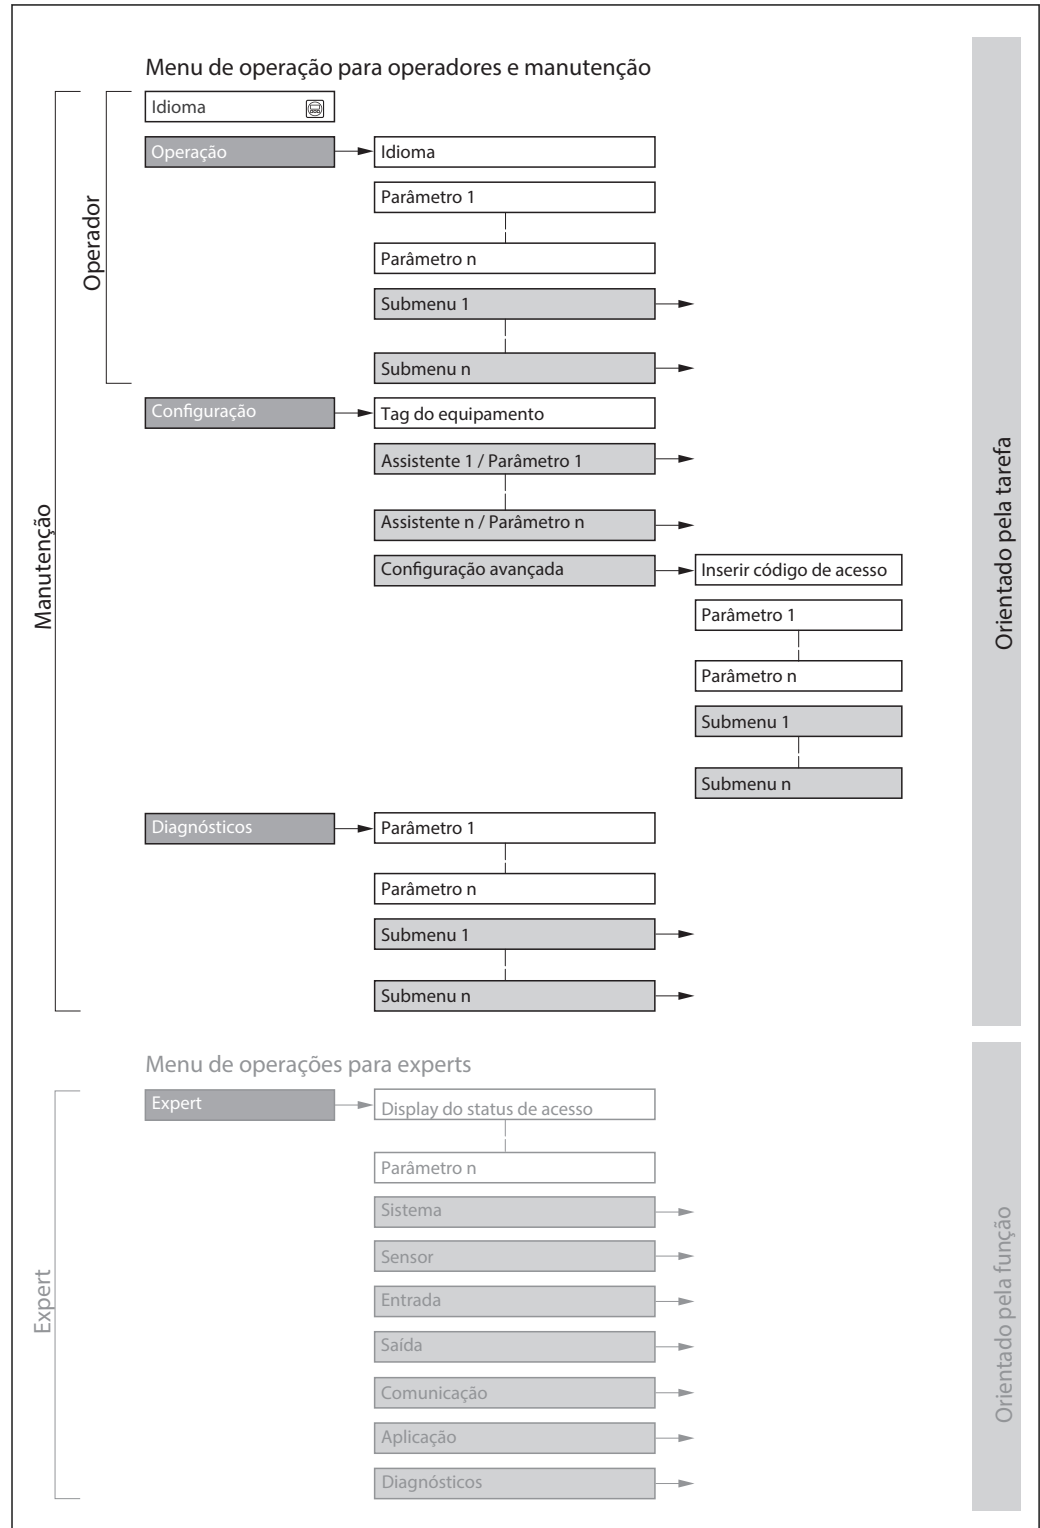 Menu de operação para operadores e manutenção
Idioma
Operação
Idioma
Parâmetro 1
Parâmetro n
Submenu 1
Submenu n
Operador
Configuração
Tag do equipamento
Assistente 1 / Parâmetro 1
Assistente n / Parâmetro n
Configuração avançada
Inserir código de acesso
Parâmetro 1
Parâmetro n
Submenu 1
Submenu n
Diagnósticos
Parâmetro 1
Parâmetro n
Submenu 1
Submenu n
Manutenção
Orientado pela tarefa
Menu de operações para experts
Expert
Display do status de acesso
Parâmetro n
Sistema
Sensor
Entrada
Saída
Comunicação
Aplicação
Diagnósticos
Expert
Orientado pela função